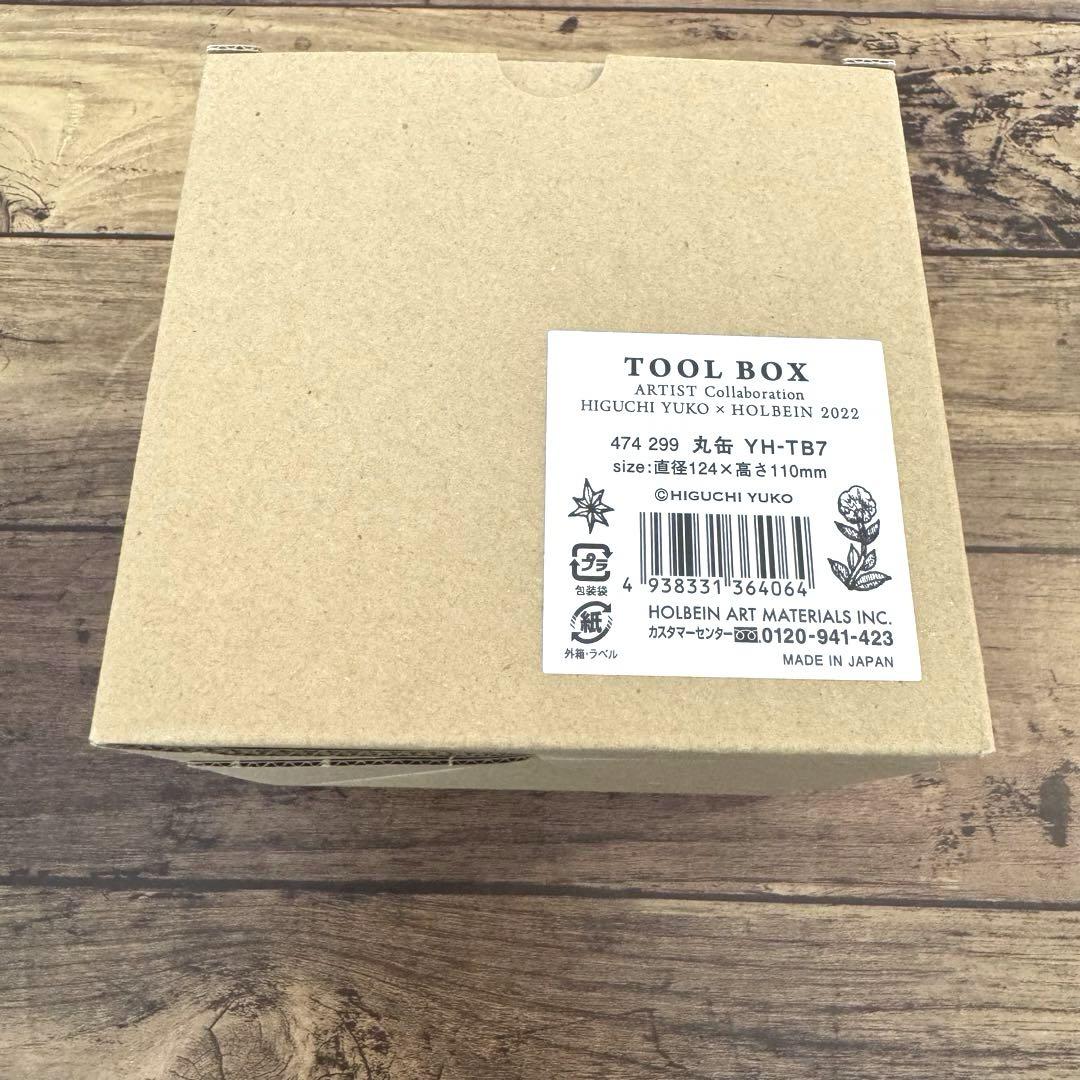 TOOL BOX
ARTIST Collaboration
HIGUCHI YUKO × HOLBEIN 2022
474 299 丸缶 YH-TB7
size:直径124×高さ110mm
©HIGUCHI YUKO
プラ
包装袋
4 938331 364064
紙
外箱・ラベル
HOLBEIN ART MATERIALS INC.
カスタマーセンター 0120-941-423
MADE IN JAPAN